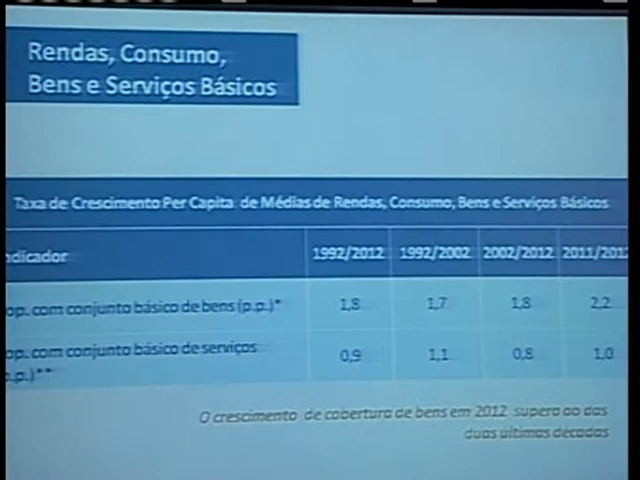 Rendas, Consumo,
Bens e Serviços Básicos
Taxa de Crescimento Per Capita de Médias de Rendas, Consumo, Bens e Serviços Básicos
ndicador 1992/2012 1992/2002 2002/2012 2011/2012
op. com conjunto básico de bens (p.p.)* 1,8 1,7 1,8 2,2
op. com conjunto básico de serviços
p.p.)** 0,9 1,1 0,8 1,0
O crescimento de cobertura de bens em 2012 supera ao das
duas últimas décadas